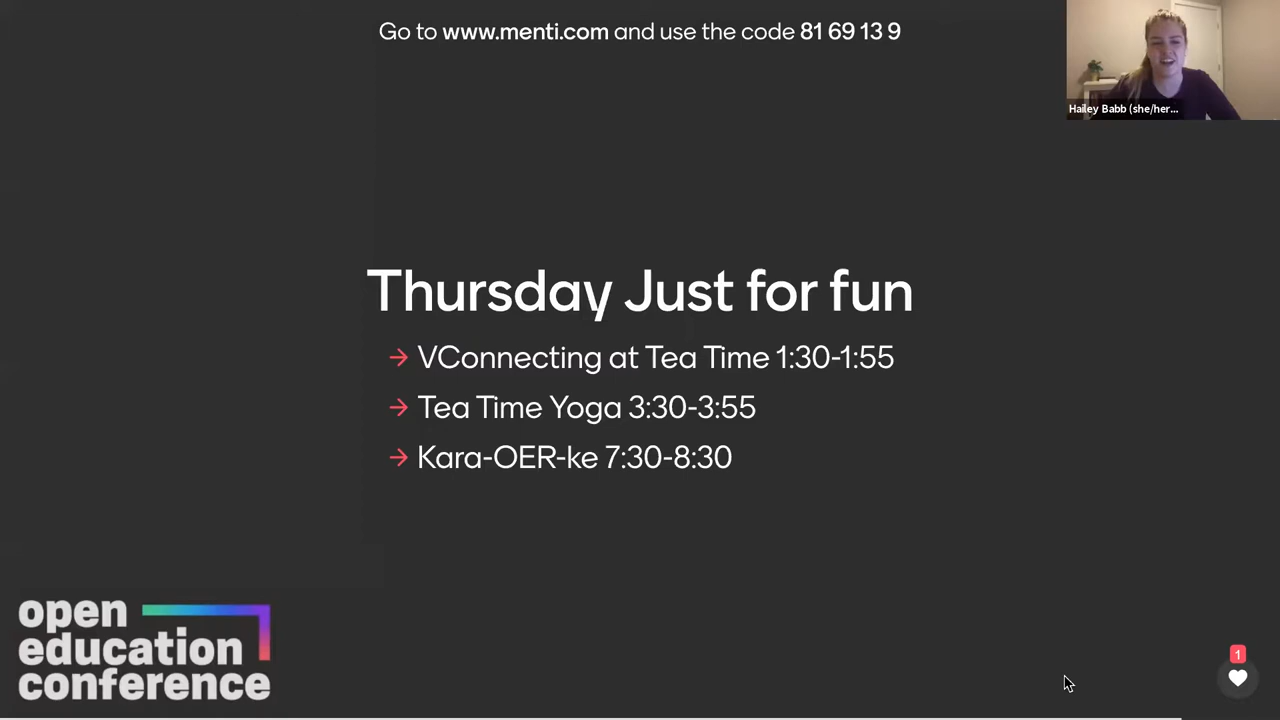 Go to www.menti.com and use the code 81 69 13 9
Hailey Babb (she/her...
Thursday Just for fun
→ VConnecting at Tea Time 1:30-1:55
→ Tea Time Yoga 3:30-3:55
→ Kara-OER-ke 7:30-8:30
open
education
conference
1